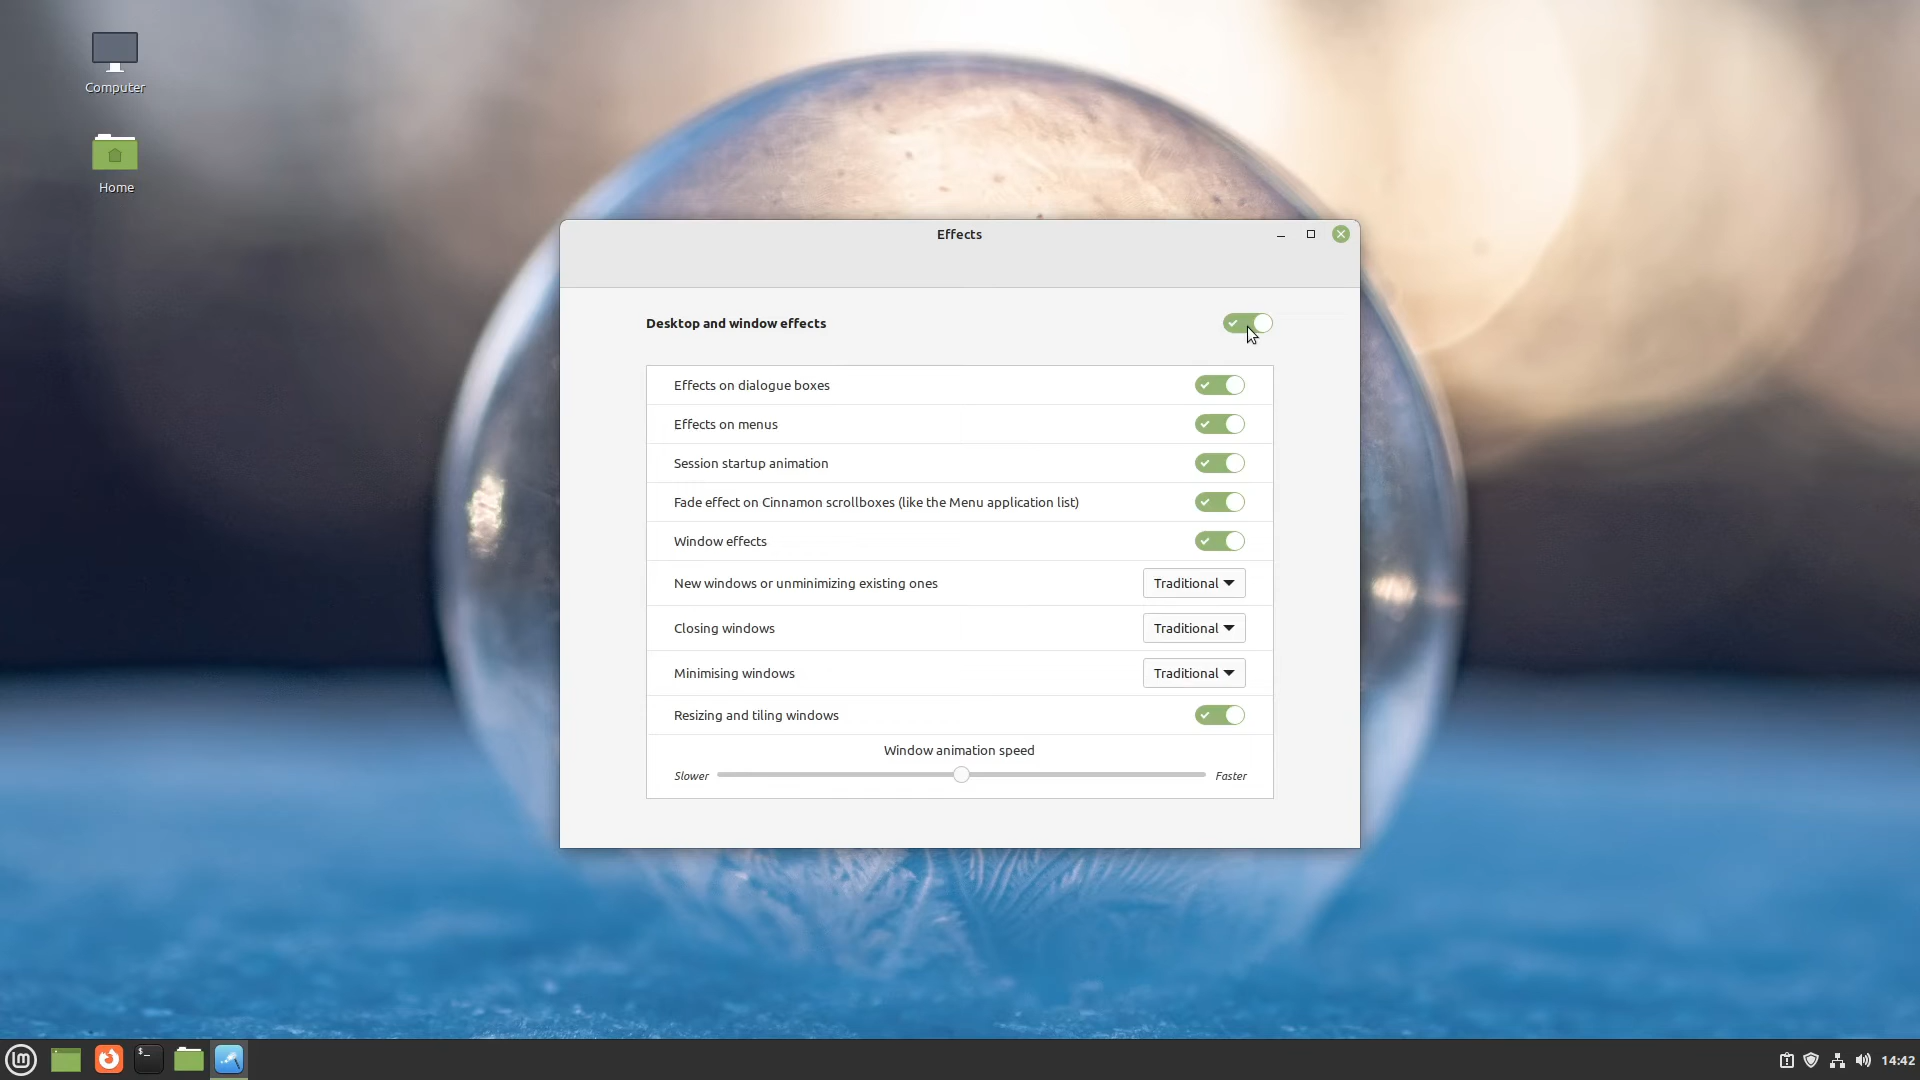 Computer
Home
Effects
Desktop and window effects
Effects on dialogue boxes
Effects on menus
Session startup animation
Fade effect on Cinnamon scrollboxes (like the Menu application list)
Window effects
New windows or unminimizing existing ones Traditional
Closing windows Traditional
Minimising windows Traditional
Resizing and tiling windows
Window animation speed
Slower Faster
lm $_ 14:42